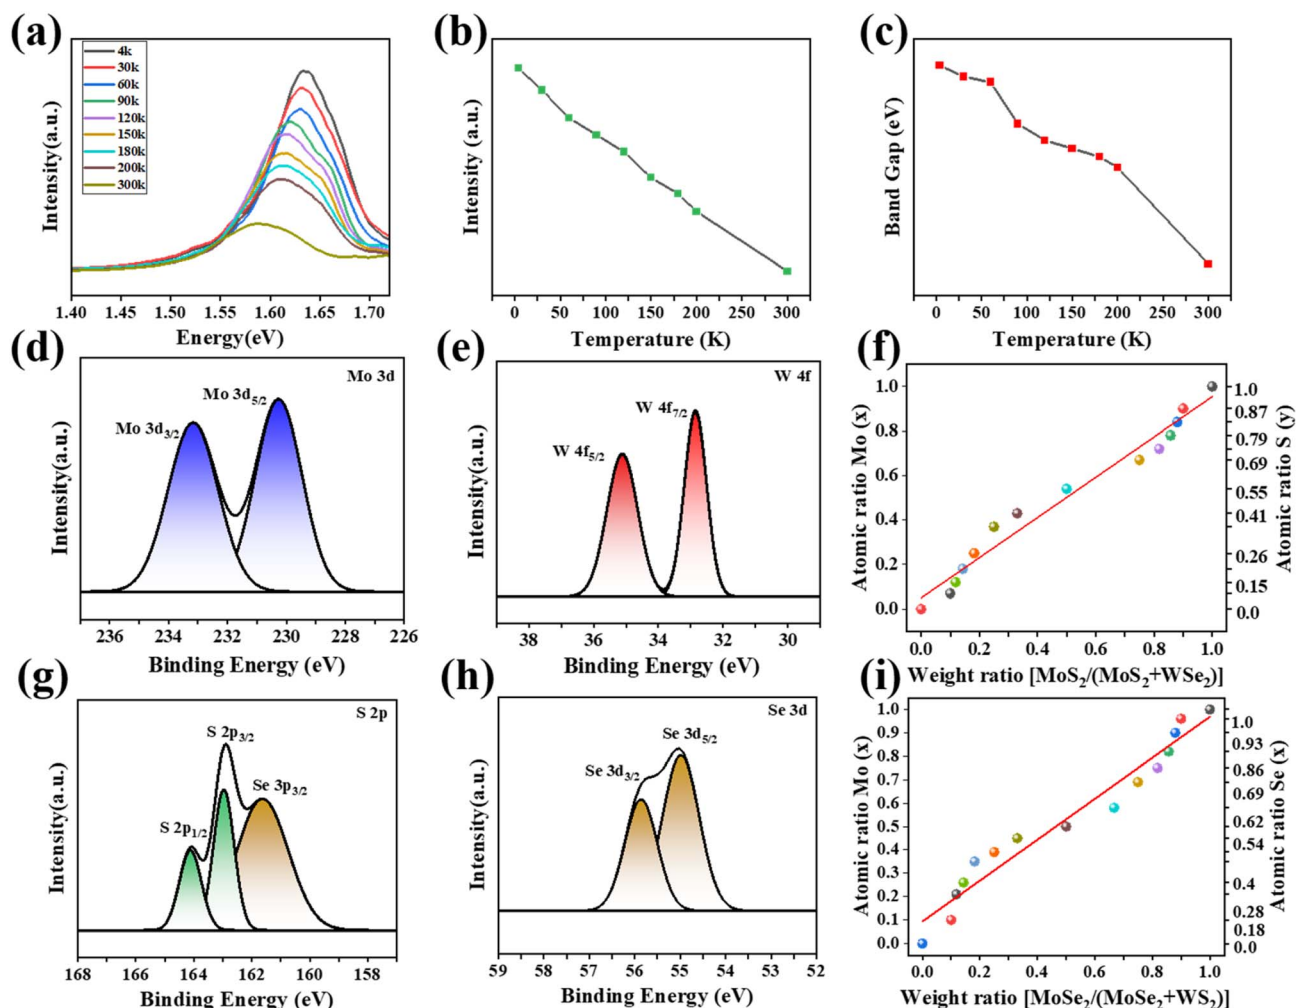 (a)
4k
30k
60k
90k
120k
150k
180k
200k
300k
Intensity(a.u.)
1.40 1.45 1.50 1.55 1.60 1.65 1.70
Energy(eV)
(b)
Intensity (a.u.)
0 50 100 150 200 250 300
Temperature (K)
(c)
Band Gap (eV)
0 50 100 150 200 250 300
Temperature (K)
(d)
Mo 3d
Mo 3d5/2
Mo 3d3/2
Intensity(a.u.)
236 234 232 230 228 226
Binding Energy (eV)
(e)
W 4f
W 4f7/2
W 4f5/2
Intensity(a.u.)
38 36 34 32 30
Binding Energy (eV)
(f)
Atomic ratio Mo (x)
1.0
0.8
0.6
0.4
0.2
0.0
Atomic ratio S (y)
1.0
0.87
0.79
0.69
0.55
0.41
0.26
0.15
0.0
0.0 0.2 0.4 0.6 0.8 1.0
Weight ratio [MoS2/(MoS2+WSe2)]
(g)
S 2p
S 2p3/2
Se 3p3/2
S 2p1/2
Intensity(a.u.)
168 166 164 162 160 158
Binding Energy (eV)
(h)
Se 3d
Se 3d5/2
Se 3d3/2
Intensity(a.u.)
59 58 57 56 55 54 53 52
Binding Energy (eV)
(i)
Atomic ratio Mo (x)
1.0
0.9
0.8
0.7
0.6
0.5
0.4
0.3
0.2
0.1
0.0
Atomic ratio Se (x)
1.0
0.93
0.86
0.69
0.62
0.4
0.28
0.18
0.0
0.0 0.2 0.4 0.6 0.8 1.0
Weight ratio [MoSe2/(MoSe2+WS2)]